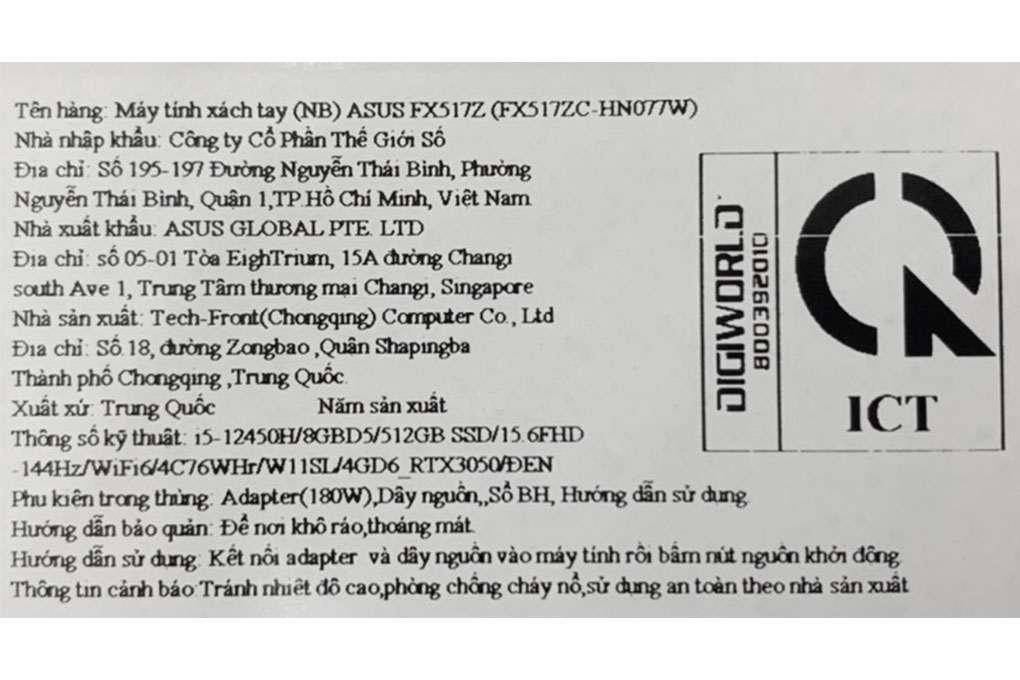 Tên hàng: Máy tính xách tay (NB) ASUS FX517Z (FX517ZC-HN077W)
Nhà nhập khẩu: Công ty Cổ Phần Thế Giới Số
Địa chỉ: Số 195-197 Đường Nguyễn Thái Bình, Phường
Nguyễn Thái Bình, Quận 1,TP.Hồ Chí Minh, Việt Nam.
Nhà xuất khẩu: ASUS GLOBAL PTE. LTD
Địa chỉ: số 05-01 Tòa EighTrium, 15A đường Changi
south Ave 1, Trung Tâm thương mại Changi, Singapore
Nhà sản xuất: Tech-Front(Chongqing) Computer Co., Ltd
Địa chỉ: Số.18, đường Zongbao ,Quận Shapingba
Thành phố Chongqing ,Trung Quốc.
Xuất xứ: Trung Quốc Năm sản xuất
Thông số kỹ thuật: i5-12450H/8GBD5/512GB SSD/15.6FHD
-144Hz/WiFi6/4C76WHr/W11SL/4GD6_RTX3050/ĐEN
Phụ kiện trong thùng: Adapter(180W),Dây nguồn,,Sổ BH, Hướng dẫn sử dụng.
Hướng dẫn bảo quản: Để nơi khô ráo,thoáng mát.
Hướng dẫn sử dụng: Kết nối adapter và dây nguồn vào máy tính rồi bấm nút nguồn khởi động.
Thông tin cảnh báo:Tránh nhiệt độ cao,phòng chống cháy nổ,sử dụng an toàn theo nhà sản xuất
DIGIWORLD
B00392010
ICT